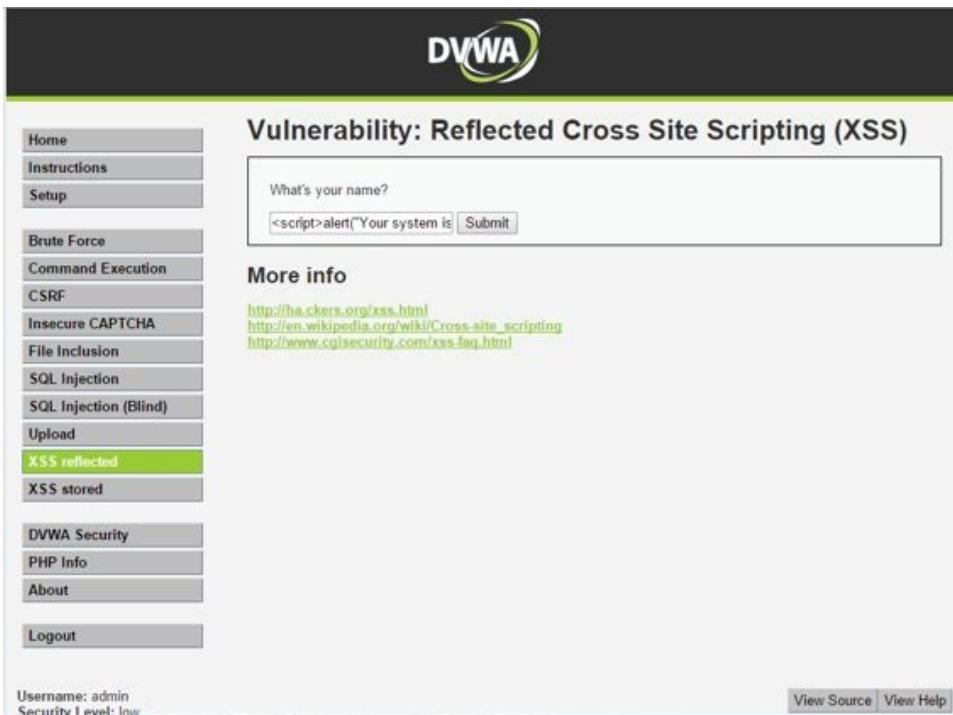 DVWA
Home
Instructions
Setup
Brute Force
Command Execution
CSRF
Insecure CAPTCHA
File Inclusion
SQL Injection
SQL Injection (Blind)
Upload
XSS reflected
XSS stored
DVWA Security
PHP Info
About
Logout
Vulnerability: Reflected Cross Site Scripting (XSS)
What's your name?
<script>alert("Your system is
Submit
More info
http://ha.ckers.org/xss.html
http://en.wikipedia.org/wiki/Cross-site_scripting
http://www.cgisecurity.com/xss-faq.html
Username: admin
Security Level: low
View Source
View Help